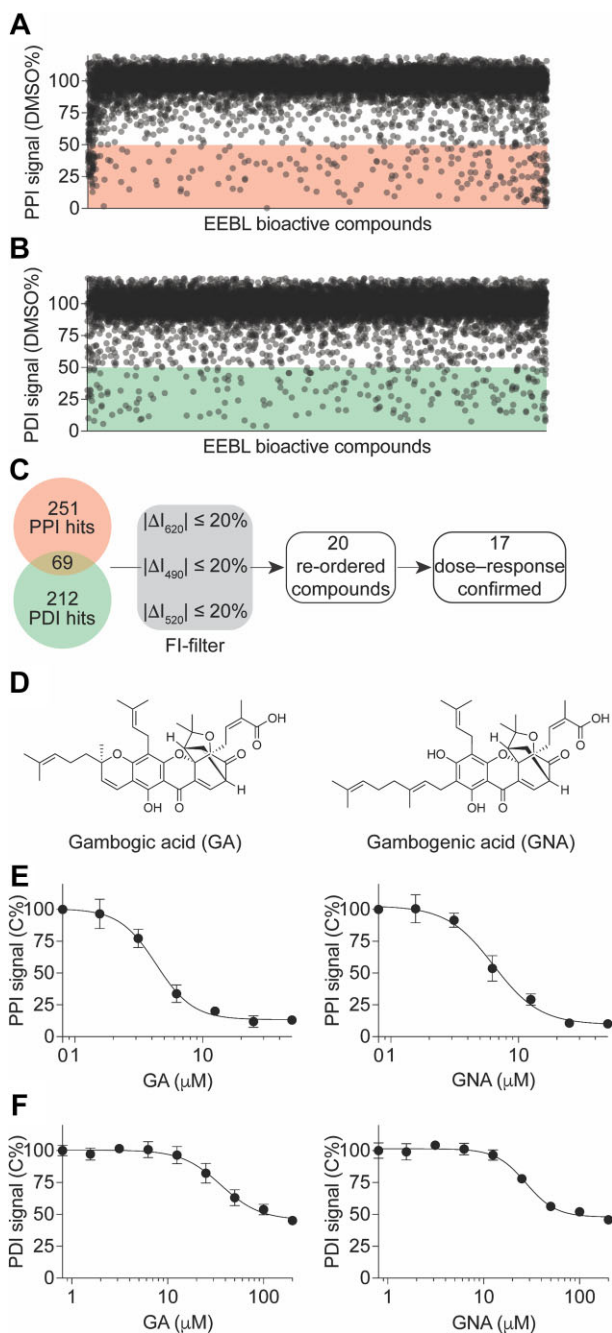 A
PPI signal (DMSO%)
100
75
50
25
0
EEBL bioactive compounds
B
PDI signal (DMSO%)
100
75
50
25
0
EEBL bioactive compounds
C
251
PPI hits
69
212
PDI hits
|ΔI620| ≤ 20%
|ΔI490| ≤ 20%
|ΔI520| ≤ 20%
FI-filter
20
re-ordered
compounds
17
dose–response
confirmed
D
H
O
O
OH
O
O
O
OH
O
H
Gambogic acid (GA)
H
O
O
OH
O
HO
O
OH
O
H
Gambogenic acid (GNA)
E
PPI signal (C%)
100
75
50
25
0
0 1 10
GA (μM)
PPI signal (C%)
100
75
50
25
0
0 1 10
GNA (μM)
F
PDI signal (C%)
100
75
50
25
0
1 10 100
GA (μM)
PDI signal (C%)
100
75
50
25
0
1 10 100
GNA (μM)